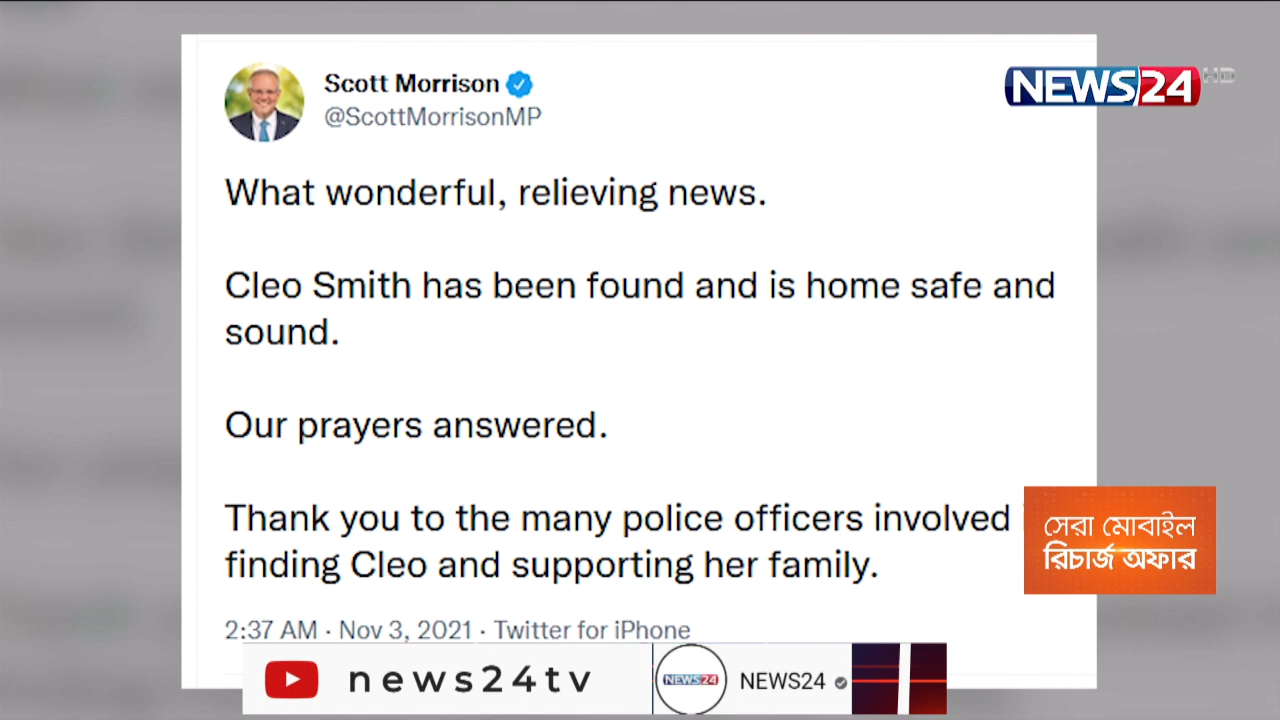 Scott Morrison
@ScottMorrisonMP
NEWS24 HD
What wonderful, relieving news.
Cleo Smith has been found and is home safe and
sound.
Our prayers answered.
Thank you to the many police officers involved
finding Cleo and supporting her family.
সেরা মোবাইল
রিচার্জ অফার
2:37 AM · Nov 3, 2021 · Twitter for iPhone
news24tv
NEWS24
NEWS24